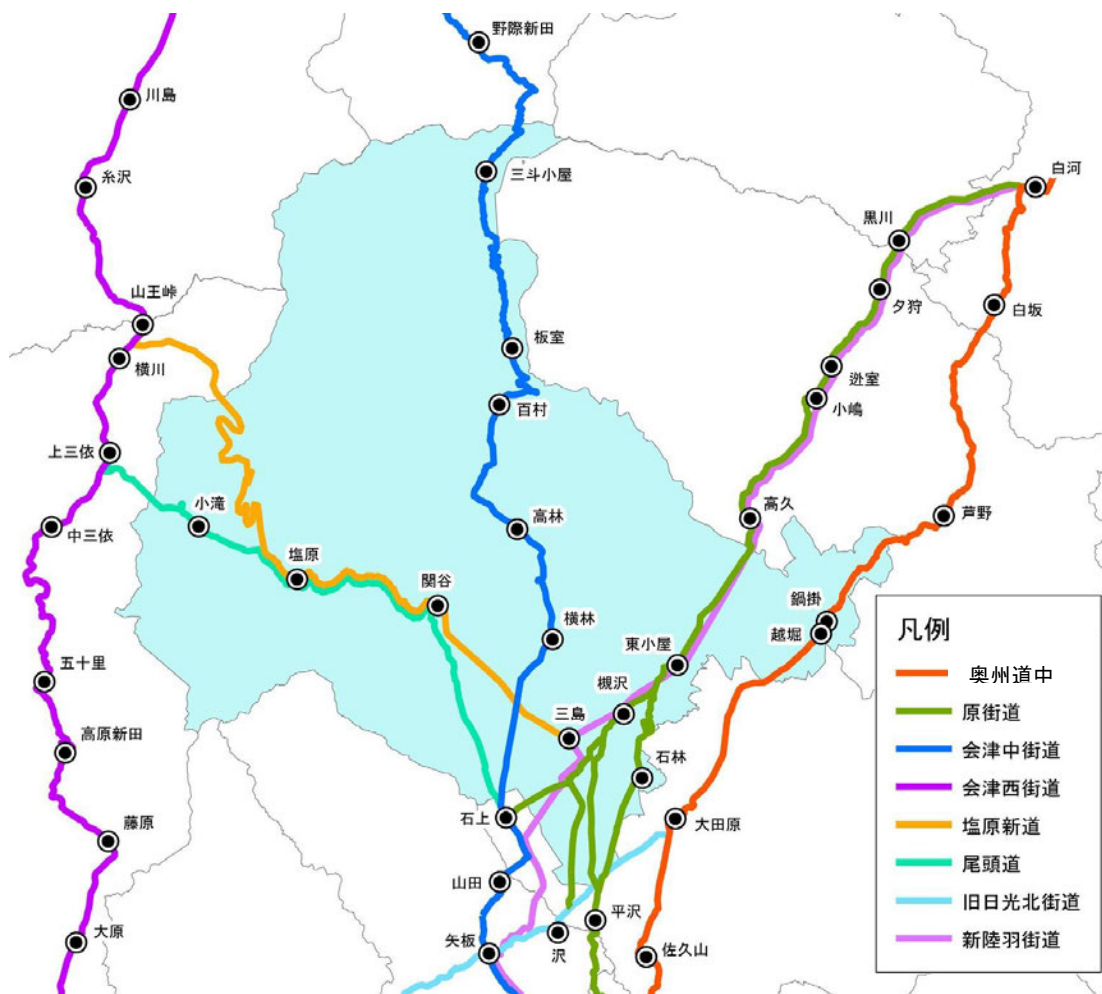 野際新田
川島
三斗小屋
糸沢
白河
黒川
山王峠
夕狩
白坂
板室
横川
逊室
百村
小嶋
上三依
小滝
高林
高久
中三依
芦野
塩原
関谷
鍋掛
横林
越堀
東小屋
五十里
槻沢
三島
高原新田
石林
石上
大田原
藤原
山田
平沢
大原
矢板
沢
佐久山
凡例
奥州道中
原街道
会津中街道
会津西街道
塩原新道
尾頭道
旧日光北街道
新陸羽街道